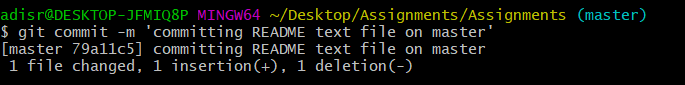 adisr@DESKTOP-JFMIQ8P MINGW64 ~/Desktop/Assignments/Assignments (master)
$ git commit -m 'committing README text file on master'
[master 79a11c5] committing README text file on master
 1 file changed, 1 insertion(+), 1 deletion(-)